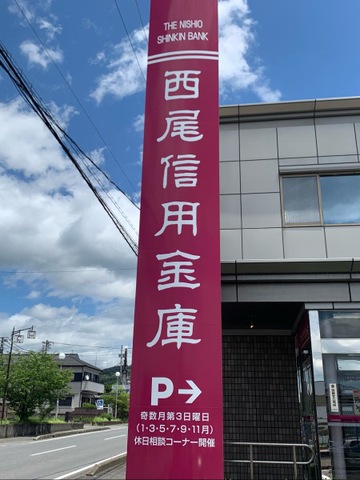 THE NISHIO
SHINKIN BANK
西尾信用金庫
P→
奇数月第3日曜日
(1・3・5・7・9・11月)
休日相談コーナー開催